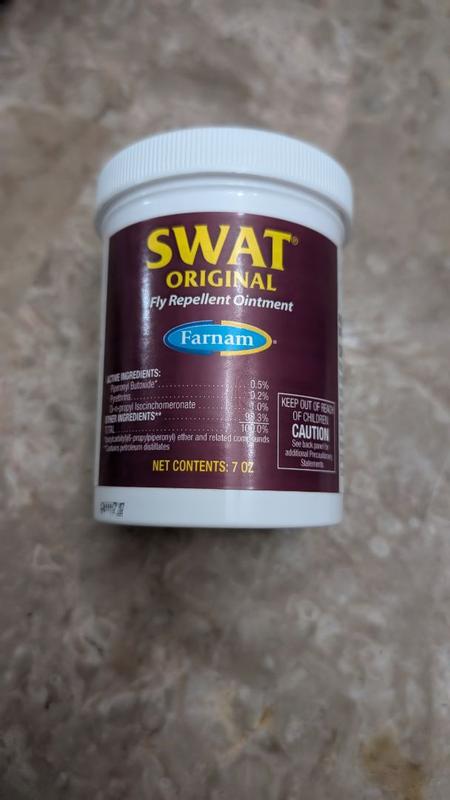 SWAT®
ORIGINAL
Fly Repellent Ointment
Farnam®
ACTIVE INGREDIENTS:
Piperonyl Butoxide* 0.5%
Pyrethrins 0.2%
Di-n-propyl Isocinchomeronate 1.0%
OTHER INGREDIENTS** 98.3%
TOTAL 100.0%
*(butylcarbityl)(6-propylpiperonyl) ether and related compounds
**Contains petroleum distillates
KEEP OUT OF REACH
OF CHILDREN
CAUTION
See back panel for
additional Precautionary
Statements
NET CONTENTS: 7 OZ